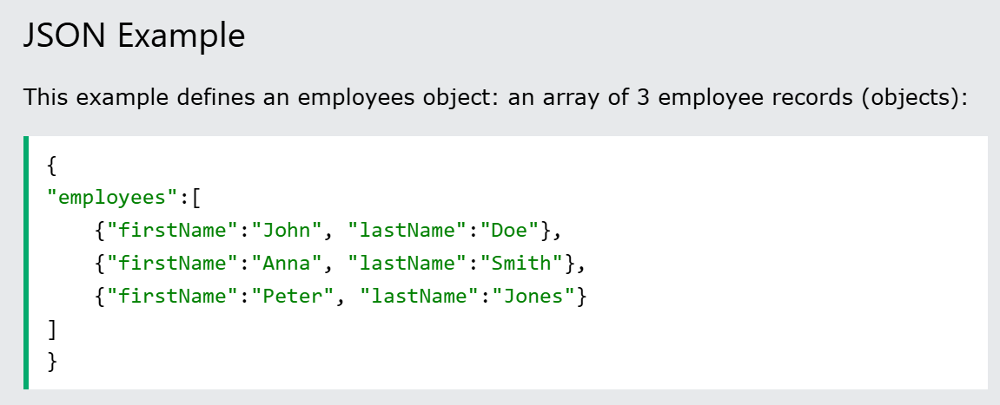 JSON Example
This example defines an employees object: an array of 3 employee records (objects):
{
"employees":[
    {"firstName":"John", "lastName":"Doe"},
    {"firstName":"Anna", "lastName":"Smith"},
    {"firstName":"Peter", "lastName":"Jones"}
]
}